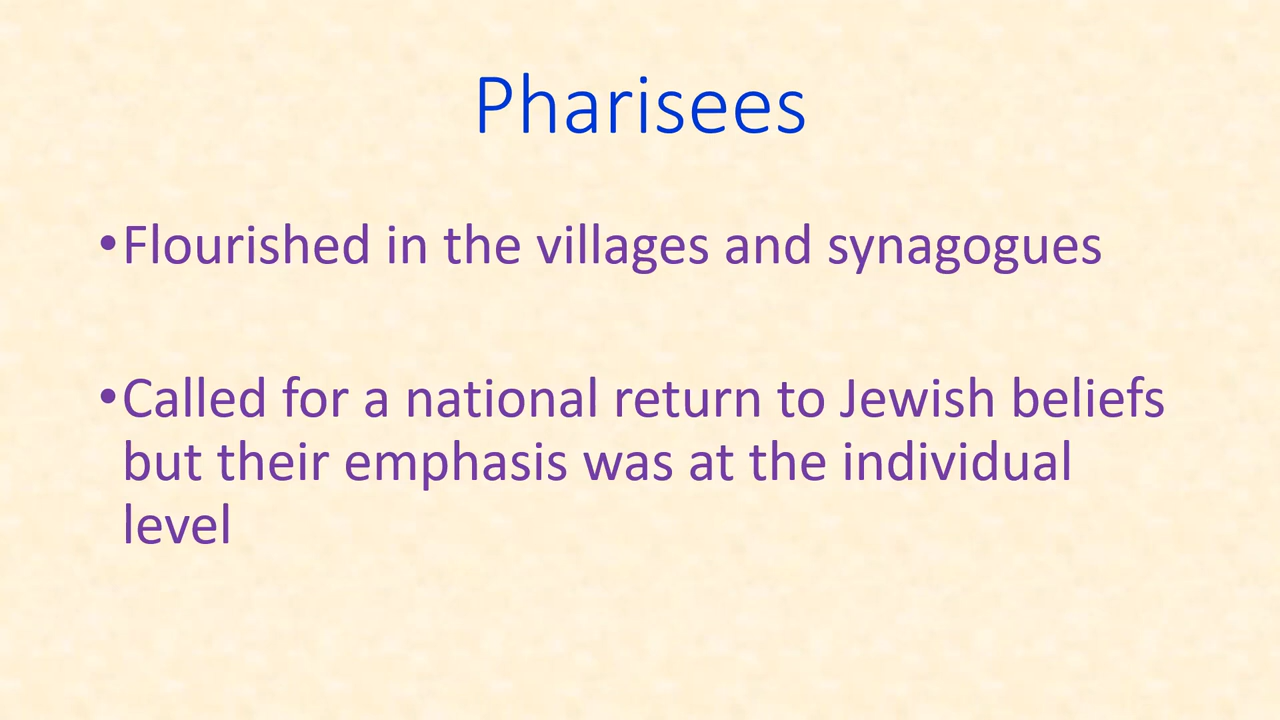 Pharisees
•Flourished in the villages and synagogues
•Called for a national return to Jewish beliefs
but their emphasis was at the individual
level